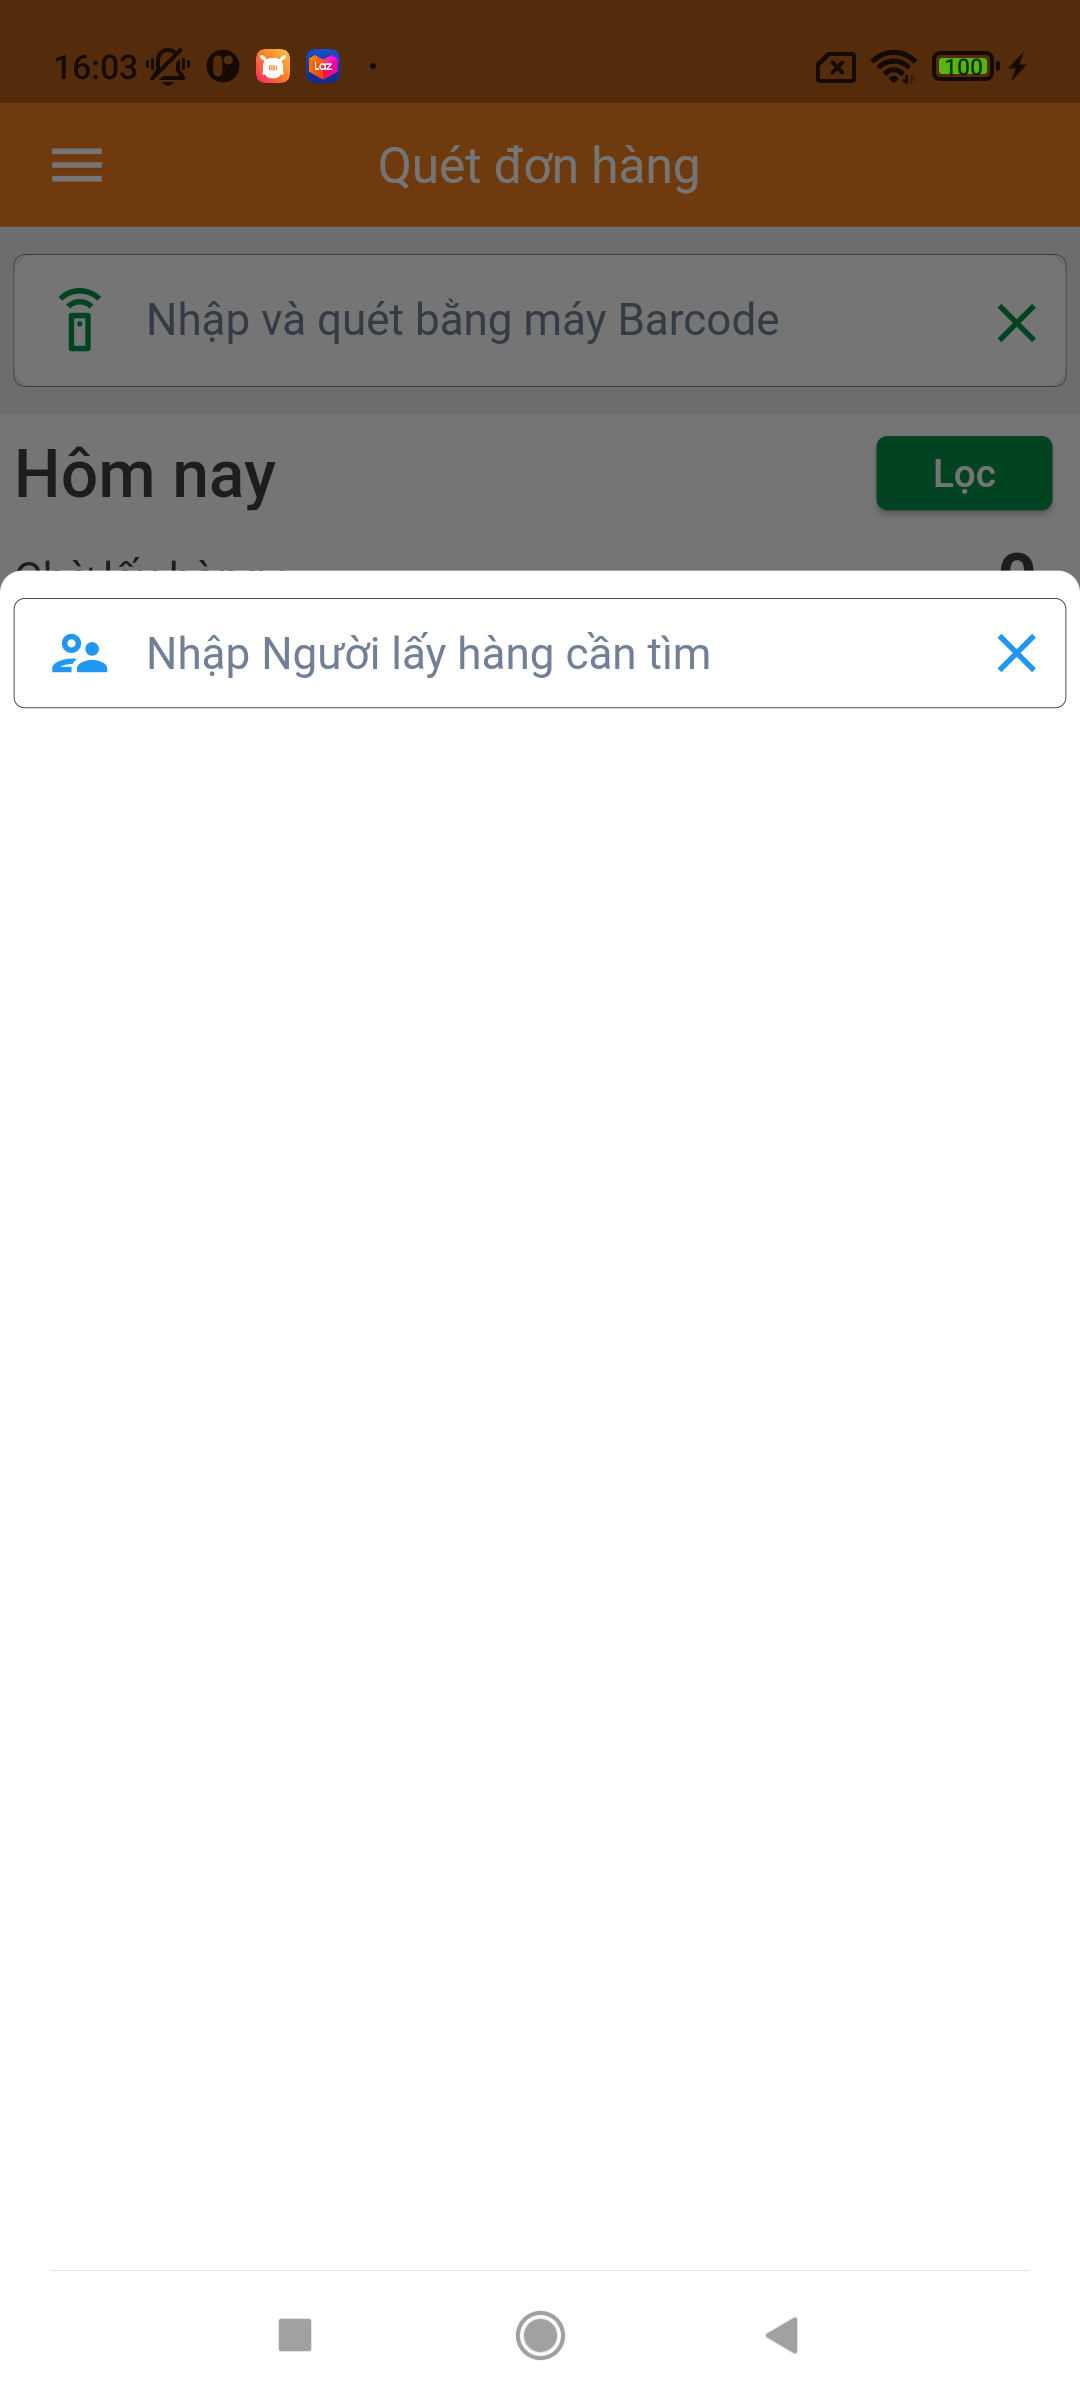 16:03
100
Quét đơn hàng
Nhập và quét bằng máy Barcode
Hôm nay
Lọc
Nhập Người lấy hàng cần tìm